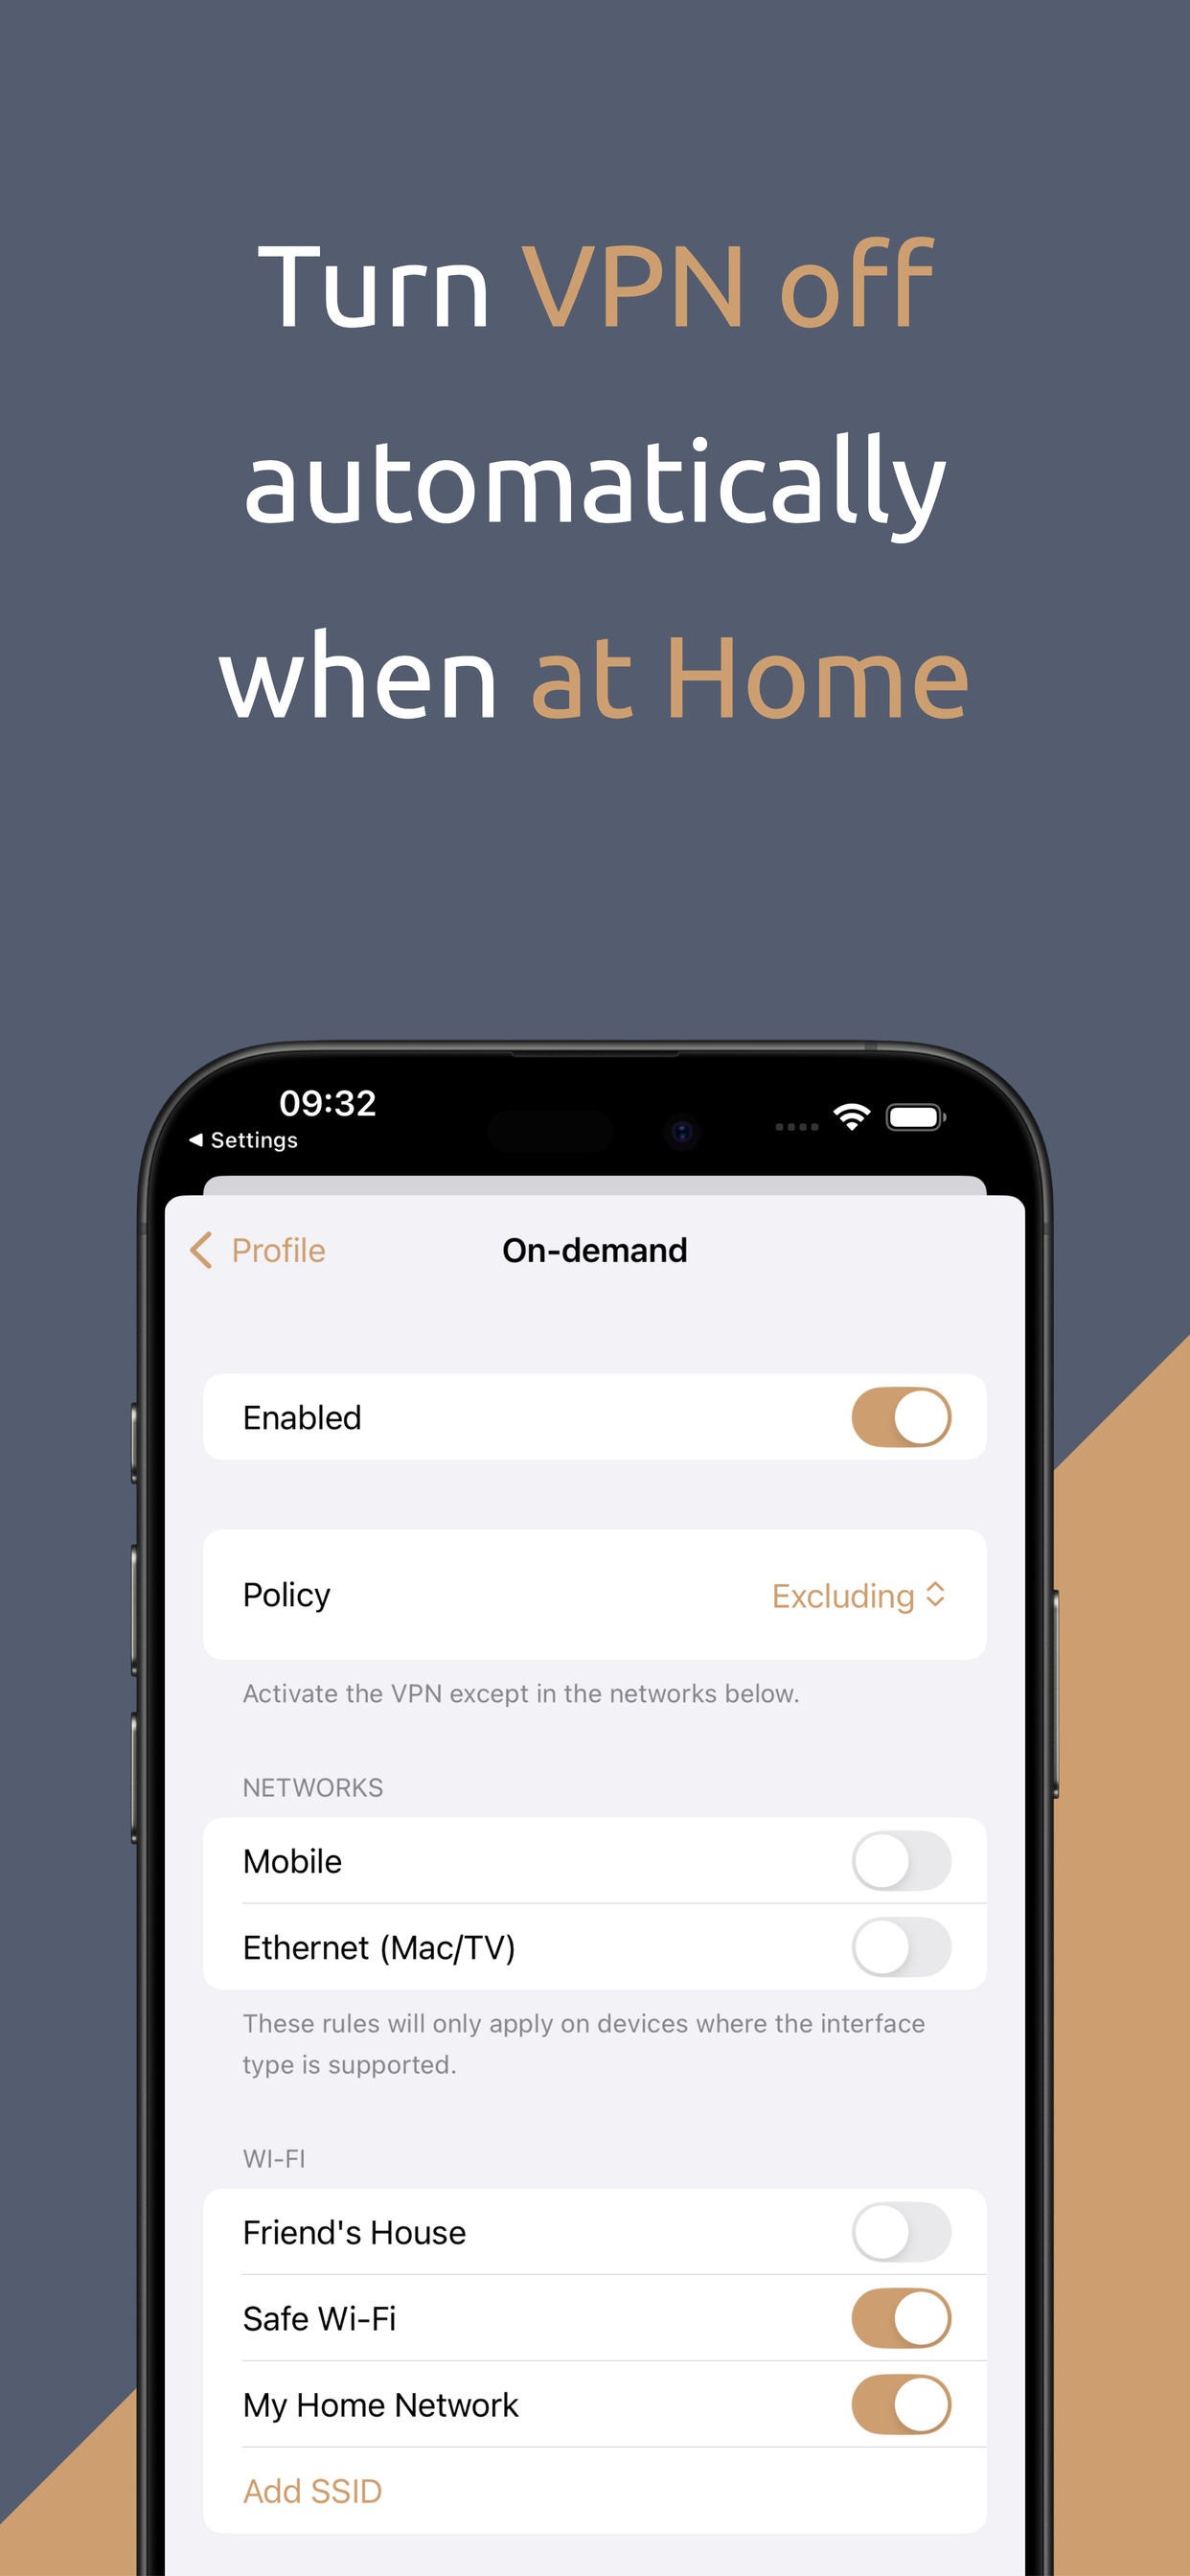 Turn VPN off
automatically
when at Home
09:32
◀ Settings
Profile
On-demand
Enabled
Policy
Excluding
Activate the VPN except in the networks below.
NETWORKS
Mobile
Ethernet (Mac/TV)
These rules will only apply on devices where the interface
type is supported.
WI-FI
Friend's House
Safe Wi-Fi
My Home Network
Add SSID